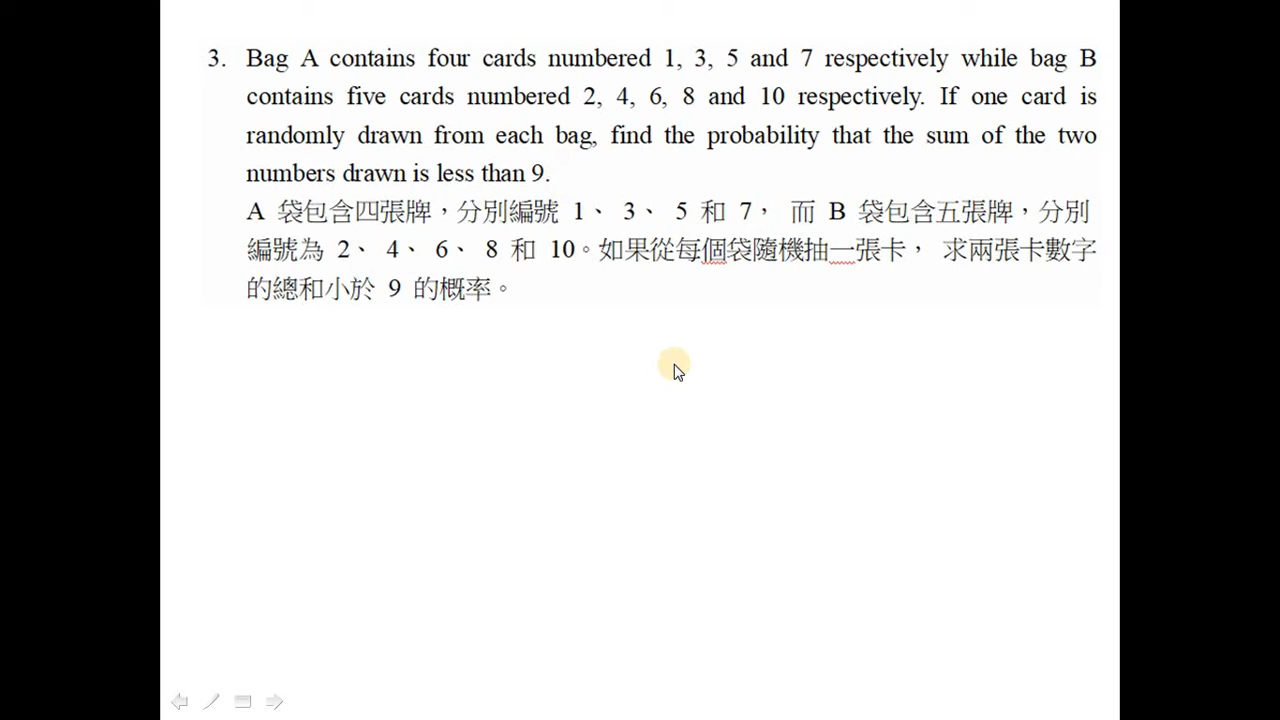 3. Bag A contains four cards numbered 1, 3, 5 and 7 respectively while bag B
contains five cards numbered 2, 4, 6, 8 and 10 respectively. If one card is
randomly drawn from each bag, find the probability that the sum of the two
numbers drawn is less than 9.
A 袋包含四張牌，分別編號 1、 3、 5 和 7， 而 B 袋包含五張牌，分別
編號為 2、 4、 6、 8 和 10。如果從每個袋隨機抽一張卡， 求兩張卡數字
的總和小於 9 的概率。